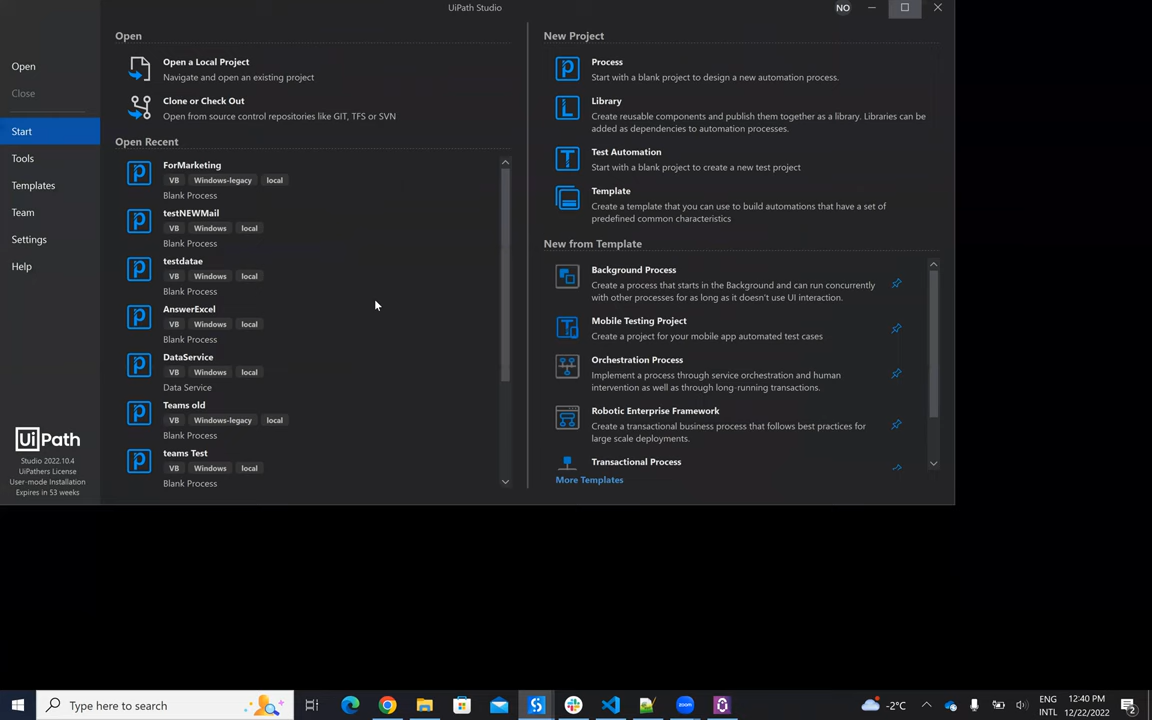 UiPath Studio
NO
Open
Close
Start
Tools
Templates
Team
Settings
Help
UiPath
Studio 2022.10.4
UiPathers License
User-mode Installation
Expires in 53 weeks
Open
Open a Local Project
Navigate and open an existing project
Clone or Check Out
Open from source control repositories like GIT, TFS or SVN
Open Recent
ForMarketing
VB Windows-legacy local
Blank Process
testNEWMail
VB Windows local
Blank Process
testdatae
VB Windows local
Blank Process
AnswerExcel
VB Windows local
Blank Process
DataService
VB Windows local
Data Service
Teams old
VB Windows-legacy local
Blank Process
teams Test
VB Windows local
Blank Process
New Project
Process
Start with a blank project to design a new automation process.
Library
Create reusable components and publish them together as a library. Libraries can be
added as dependencies to automation processes.
Test Automation
Start with a blank project to create a new test project
Template
Create a template that you can use to build automations that have a set of
predefined common characteristics
New from Template
Background Process
Create a process that starts in the Background and can run concurrently
with other processes for as long as it doesn't use UI interaction.
Mobile Testing Project
Create a project for your mobile app automated test cases
Orchestration Process
Implement a process through service orchestration and human
intervention as well as through long-running transactions.
Robotic Enterprise Framework
Create a transactional business process that follows best practices for
large scale deployments.
Transactional Process
More Templates
Type here to search
zoom
-2°C
ENG
INTL
12:40 PM
12/22/2022
2